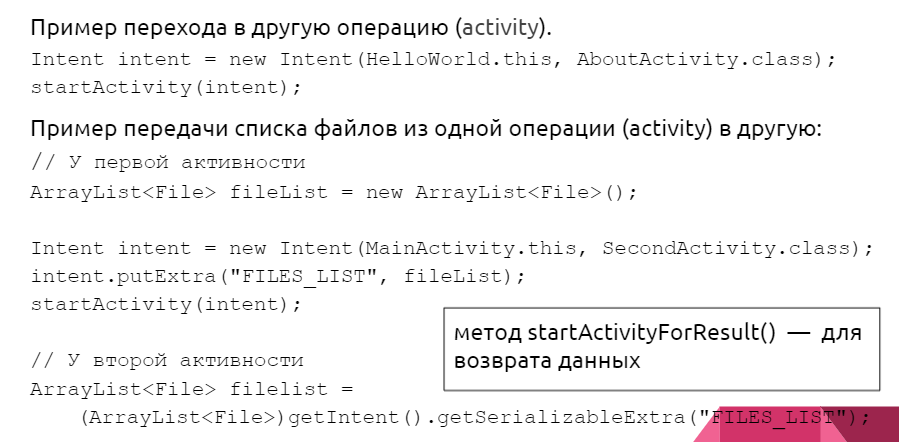 Пример перехода в другую операцию (activity).
Intent intent = new Intent(HelloWorld.this, AboutActivity.class);
startActivity(intent);
Пример передачи списка файлов из одной операции (activity) в другую:
// У первой активности
ArrayList<File> fileList = new ArrayList<File>();
Intent intent = new Intent(MainActivity.this, SecondActivity.class);
intent.putExtra("FILES_LIST", fileList);
startActivity(intent);
метод startActivityForResult() — для
возврата данных
// У второй активности
ArrayList<File> filelist =
(ArrayList<File>)getIntent().getSerializableExtra("FILES_LIST");